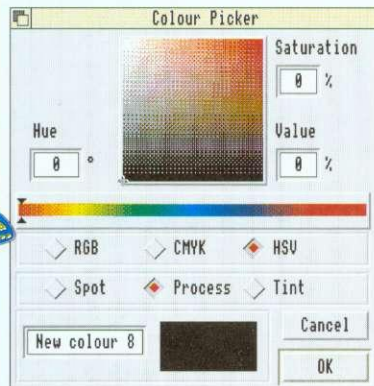 Colour Picker
Saturation
0 %
Hue
0 °
Value
0 %
RGB CMYK HSV
Spot Process Tint
New colour 8
Cancel
OK